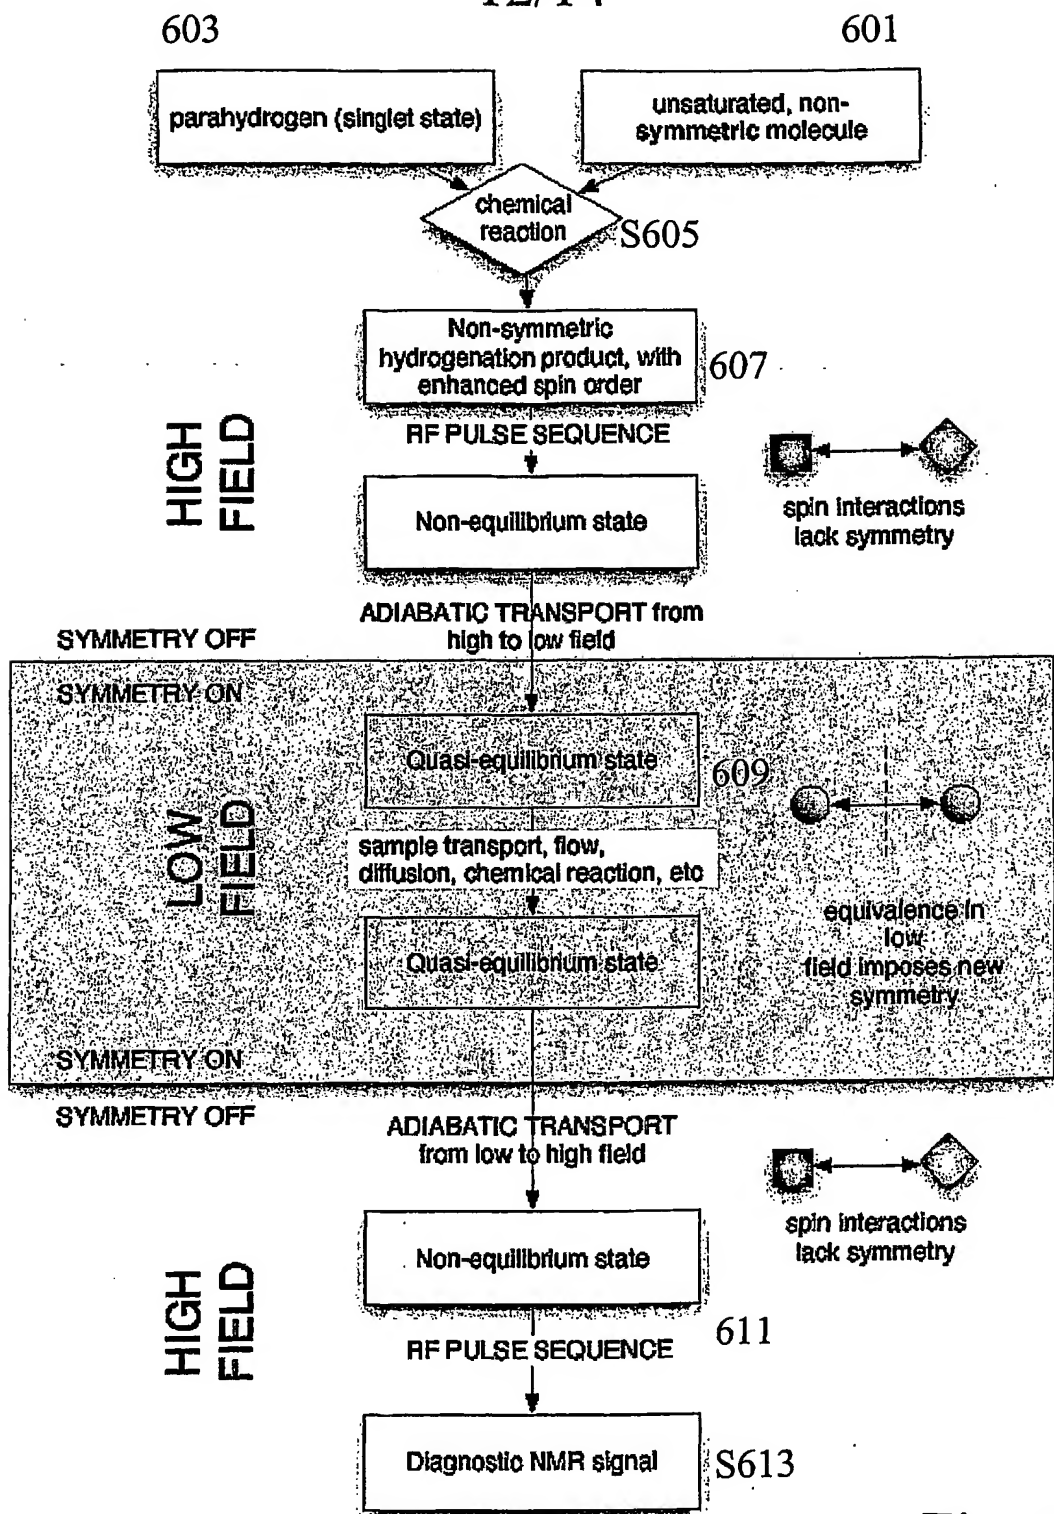 603
601
parahydrogen (singlet state)
unsaturated, non-
symmetric molecule
chemical
reaction
S605
Non-symmetric
hydrogenation product, with
enhanced spin order
607
RF PULSE SEQUENCE
HIGH
FIELD
Non-equilibrium state
spin interactions
lack symmetry
ADIABATIC TRANSPORT from
high to low field
SYMMETRY OFF
SYMMETRY ON
Quasi-equilibrium state
609
LOW
FIELD
sample transport, flow,
diffusion, chemical reaction, etc
Quasi-equilibrium state
equivalence in
low
field imposes new
symmetry
SYMMETRY ON
SYMMETRY OFF
ADIABATIC TRANSPORT
from low to high field
spin interactions
lack symmetry
HIGH
FIELD
Non-equilibrium state
611
RF PULSE SEQUENCE
Diagnostic NMR signal
S613